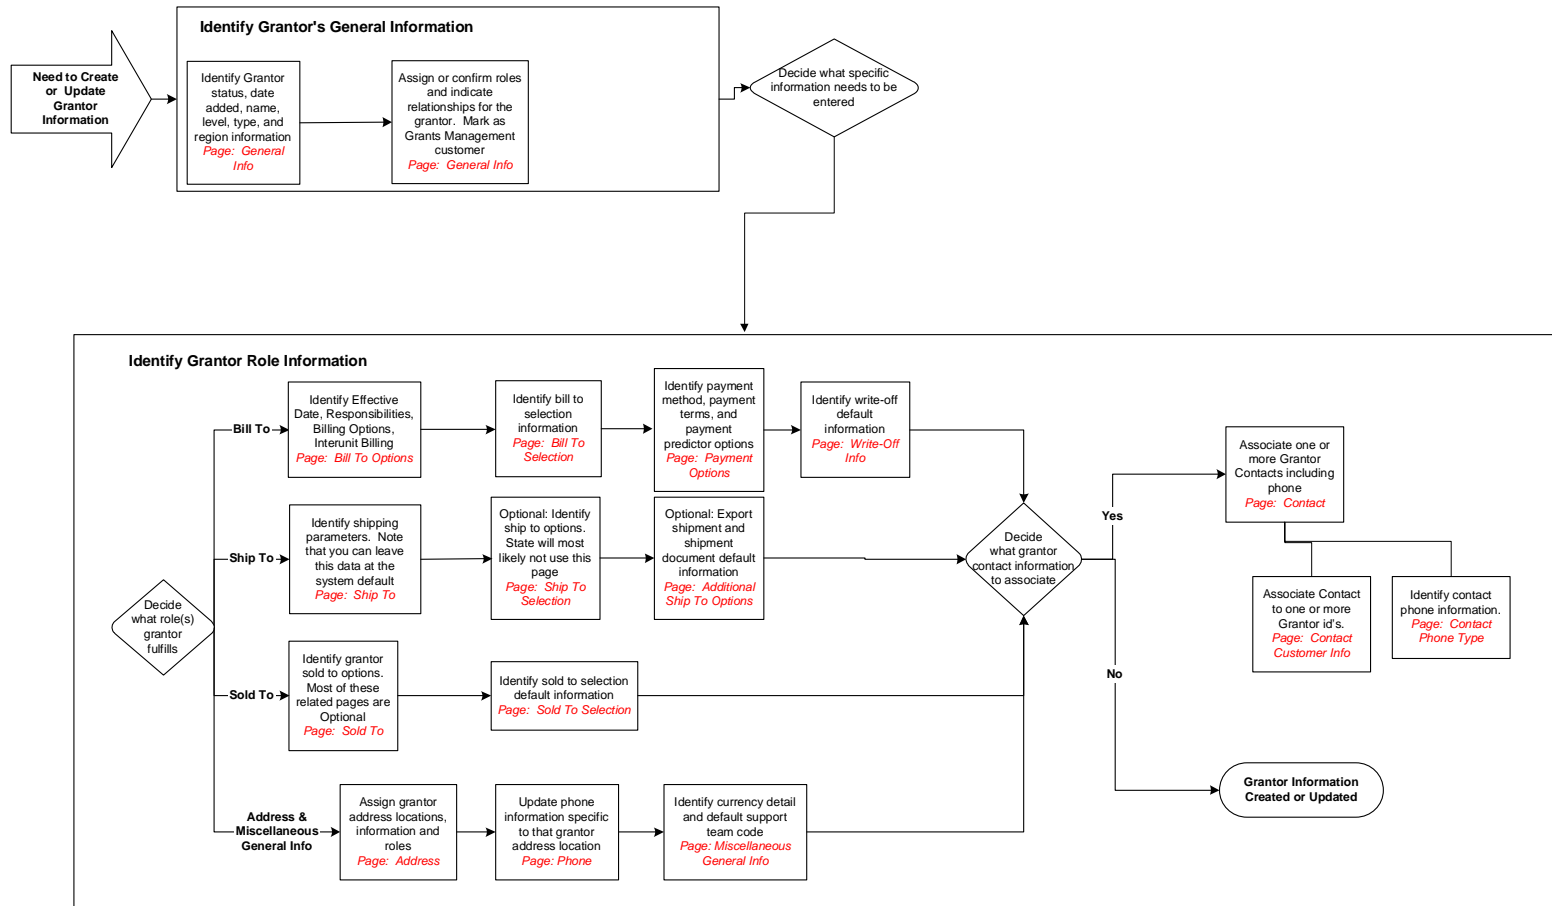 Identify Grantor's General Information
Need to Create
or Update
Grantor
Information
Identify Grantor
status, date
added, name,
level, type, and
region information
Page: General
Info
Assign or confirm roles
and indicate
relationships for the
grantor. Mark as
Grants Management
customer
Page: General Info
Decide what specific
information needs to be
entered
Identify Grantor Role Information
Decide
what role(s)
grantor
fulfills
Bill To
Identify Effective
Date, Responsibilities,
Billing Options,
Interunit Billing
Page: Bill To Options
Identify bill to
selection
information
Page: Bill To
Selection
Identify payment
method, payment
terms, and
payment
predictor options
Page: Payment
Options
Identify write-off
default
information
Page: Write-Off
Info
Ship To
Identify shipping
parameters. Note
that you can leave
this data at the
system default
Page: Ship To
Optional: Identify
ship to options.
State will most
likely not use this
page
Page: Ship To
Selection
Optional: Export
shipment and
shipment
document default
information
Page: Additional
Ship To Options
Sold To
Identify grantor
sold to options.
Most of these
related pages are
Optional
Page: Sold To
Identify sold to selection
default information
Page: Sold To Selection
Address &
Miscellaneous
General Info
Assign grantor
address locations,
information and
roles
Page: Address
Update phone
information specific
to that grantor
address location
Page: Phone
Identify currency detail
and default support
team code
Page: Miscellaneous
General Info
Decide
what grantor
contact information
to associate
Yes
Associate one or
more Grantor
Contacts including
phone
Page: Contact
Associate Contact
to one or more
Grantor id's.
Page: Contact
Customer Info
Identify contact
phone information.
Page: Contact
Phone Type
No
Grantor Information
Created or Updated